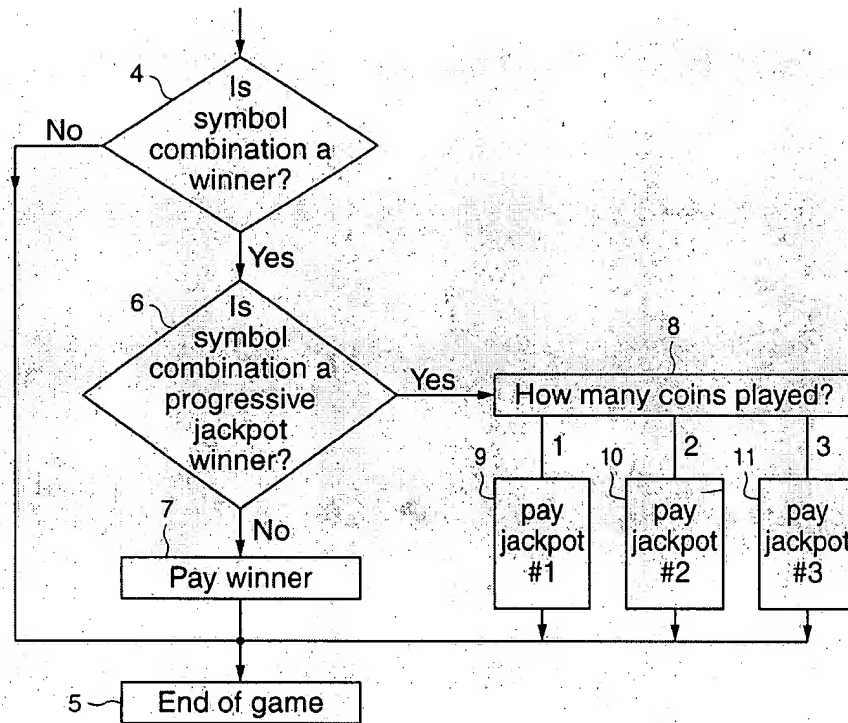 4
Is
symbol
combination a
winner?
No
Yes
6
Is
symbol
combination a
progressive
jackpot
winner?
Yes
8
How many coins played?
1
2
3
9
pay
jackpot
#1
10
pay
jackpot
#2
11
pay
jackpot
#3
No
7
Pay winner
5
End of game